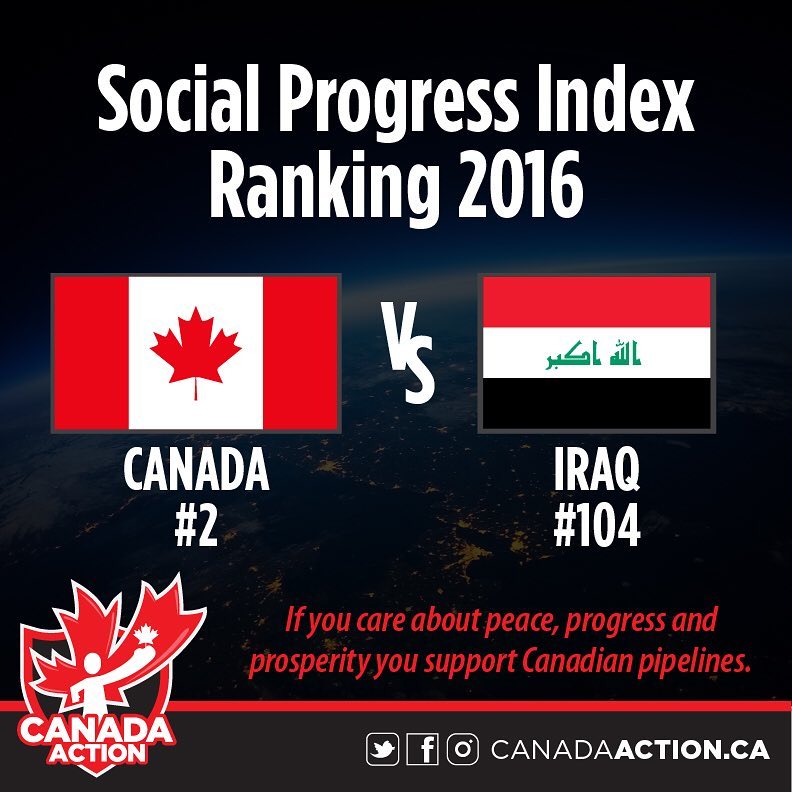 Social Progress Index
Ranking 2016
VS
الله اكبر
CANADA
#2
IRAQ
#104
If you care about peace, progress and
prosperity you support Canadian pipelines.
CANADA
ACTION
CANADAACTION.CA